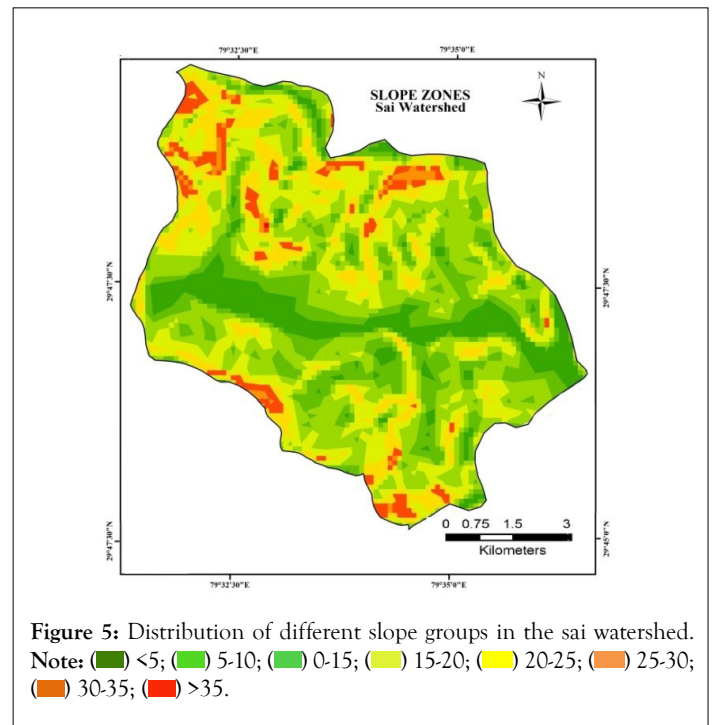 79°32'30"E 79°35'0"E
SLOPE ZONES
Sai Watershed
N
29°47'30"N 29°47'30"N
0 0.75 1.5 3
Kilometers
29°47'30"N 29°45'0"N
79°32'30"E 79°35'0"E
Figure 5: Distribution of different slope groups in the sai watershed.
Note: ( ) <5; ( ) 5-10; ( ) 0-15; ( ) 15-20; ( ) 20-25; ( ) 25-30;
( ) 30-35; ( ) >35.